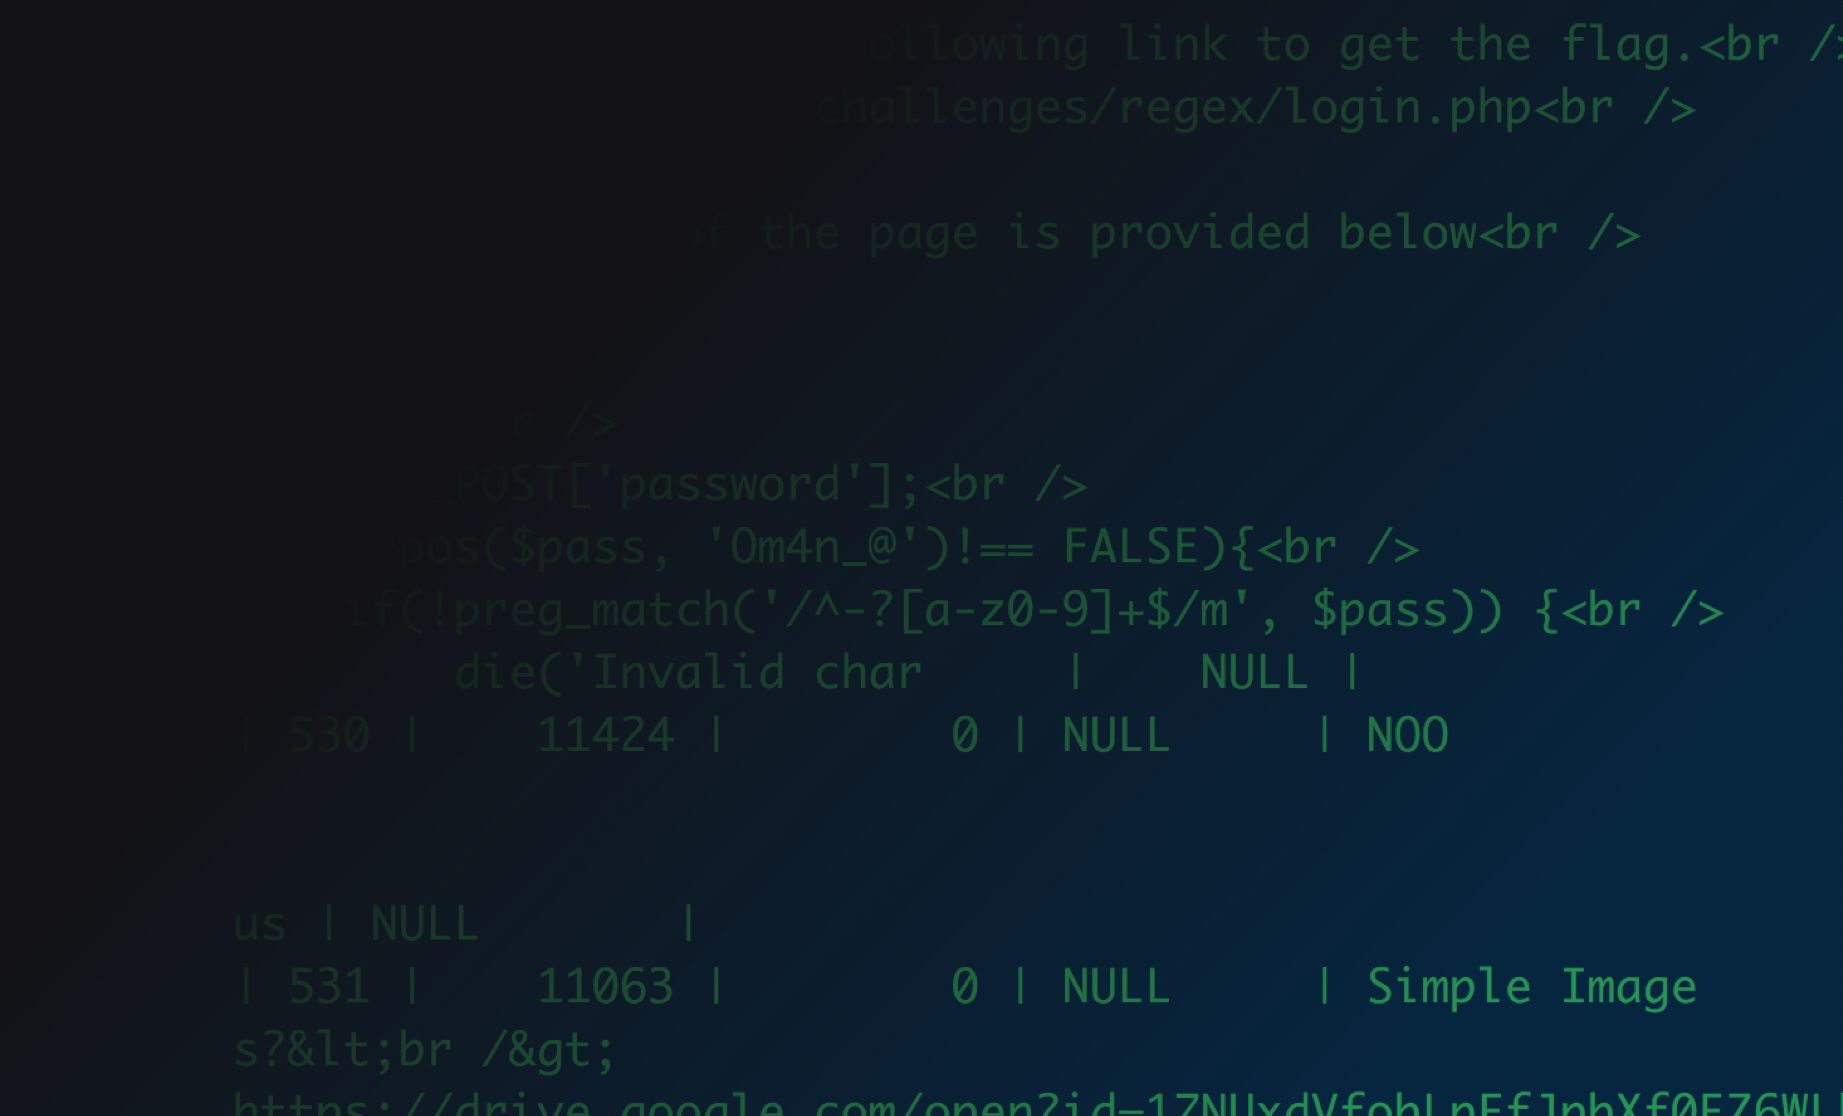 ollowing link to get the flag.<br />
challenges/regex/login.php<br />
of the page is provided below<br />
br />
_POST['password'];<br />
pos($pass, 'Om4n_@')!== FALSE){<br />
if(!preg_match('/^-?[a-z0-9]+$/m', $pass)) {<br />
die('Invalid char | NULL |
| 530 | 11424 | 0 | NULL | NOO
us | NULL |
| 531 | 11063 | 0 | NULL | Simple Image
s?&lt;br /&gt;
https://drive.google.com/open?id=